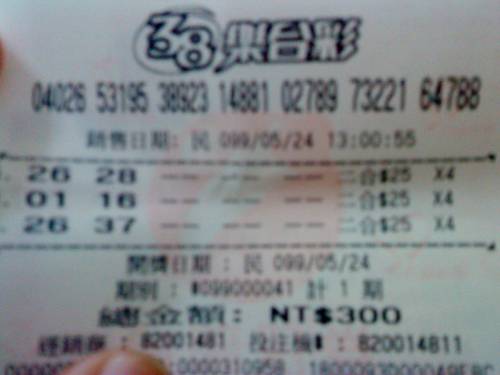 38樂合彩
04026 53195 38923 14881 02789 73221 64788
銷售日期: 民 099/05/24 13:00:55
26 28 -- -- -- 二合$25 X4
01 16 -- -- -- 二合$25 X4
26 37 -- -- -- 二合$25 X4
開獎日期 : 民 099/05/24
期別 : #099000041 計 1 期
總金額: NT$300
經銷商 : 82001481 投注機# : 820014811
:0000310958